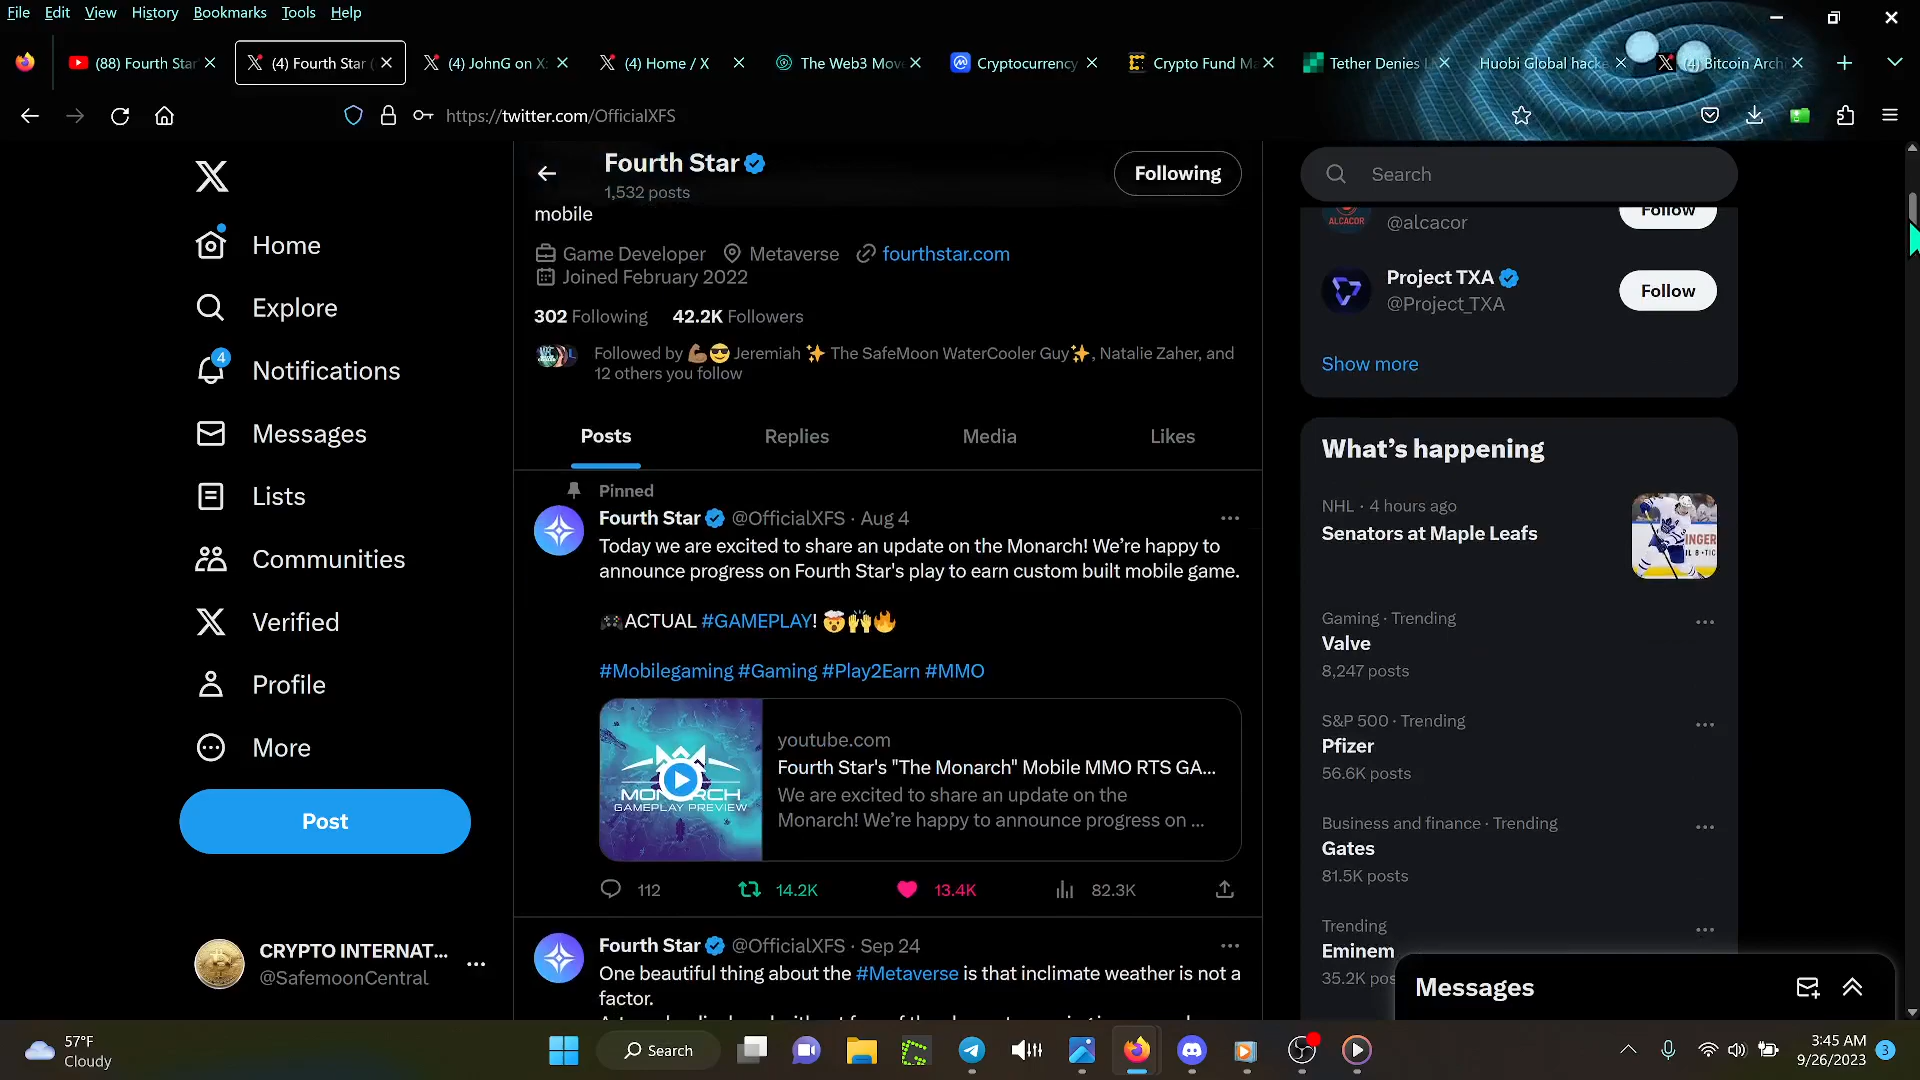 File Edit View History Bookmarks Tools Help
(88) Fourth Star
(4) Fourth Star (
(4) JohnG on X:
(4) Home / X
The Web3 Mov
Cryptocurrency
Crypto Fund Ma
Tether Denies
Huobi Global hacke
(4) Bitcoin Archi
https://twitter.com/OfficialXFS
Home
Explore
4
Notifications
Messages
Lists
Communities
Verified
Profile
More
Post
CRYPTO INTERNAT...
@SafemoonCentral
Fourth Star
1,532 posts
Following
mobile
Game Developer Metaverse fourthstar.com
Joined February 2022
302 Following 42.2K Followers
Followed by 💪🏽😎Jeremiah ✨ The SafeMoon WaterCooler Guy✨, Natalie Zaher, and
12 others you follow
Posts Replies Media Likes
Pinned
Fourth Star @OfficialXFS · Aug 4
Today we are excited to share an update on the Monarch! We’re happy to
announce progress on Fourth Star's play to earn custom built mobile game.
🎮ACTUAL #GAMEPLAY! 🤯🙌🔥
#Mobilegaming #Gaming #Play2Earn #MMO
MONARCH
GAMEPLAY PREVIEW
youtube.com
Fourth Star's "The Monarch" Mobile MMO RTS GA...
We are excited to share an update on the
Monarch! We’re happy to announce progress on ...
112 14.2K 13.4K 82.3K
Fourth Star @OfficialXFS · Sep 24
One beautiful thing about the #Metaverse is that inclimate weather is not a
factor.
Search
ALCACOR
@alcacor
Follow
Project TXA
@Project_TXA
Follow
Show more
What’s happening
NHL · 4 hours ago
Senators at Maple Leafs
Gaming · Trending
Valve
8,247 posts
S&P 500 · Trending
Pfizer
56.6K posts
Business and finance · Trending
Gates
81.5K posts
Trending
Eminem
35.2K pos
Messages
57°F
Cloudy
Search
3:45 AM
9/26/2023
3